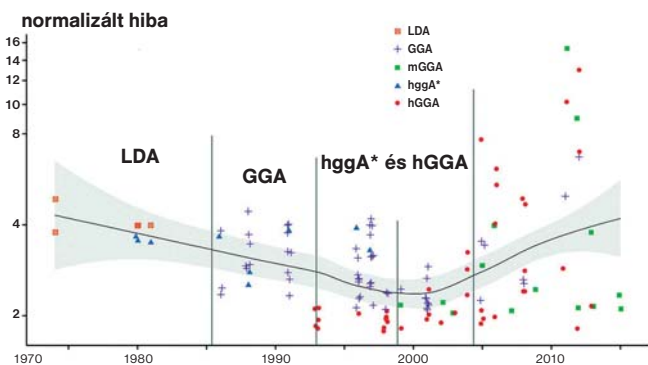 normalizált hiba
16
14
12
10
8
4
2
LDA
GGA
hggA* és hGGA
LDA
GGA
mGGA
hggA*
hGGA
1970
1980
1990
2000
2010